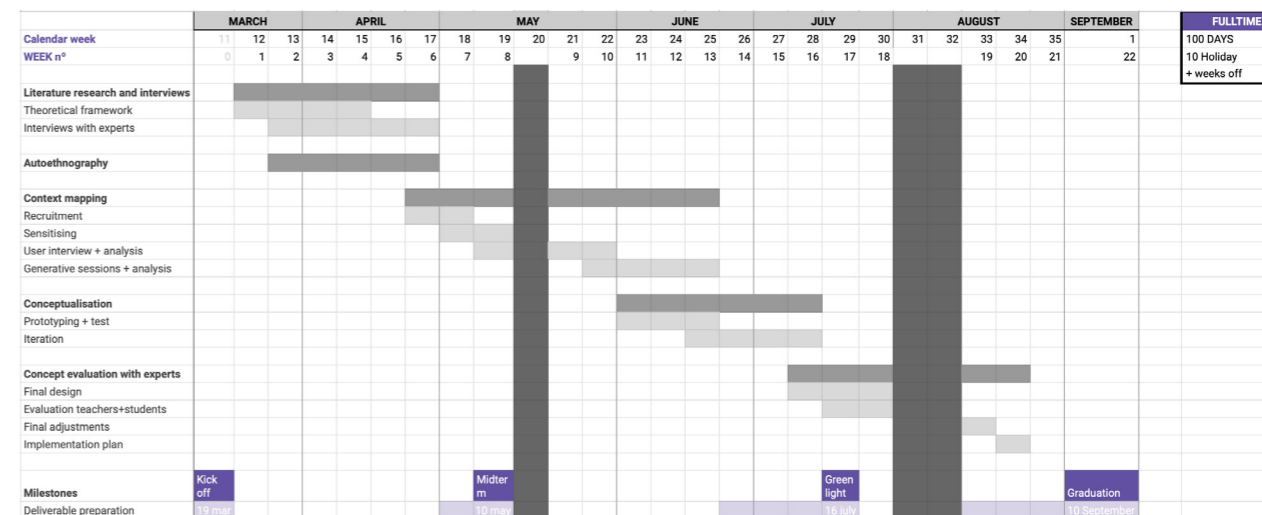 MARCH APRIL MAY JUNE JULY AUGUST SEPTEMBER FULLTIME
Calendar week 11 12 13 14 15 16 17 18 19 20 21 22 23 24 25 26 27 28 29 30 31 32 33 34 35 1 100 DAYS
WEEK nº 0 1 2 3 4 5 6 7 8 9 10 11 12 13 14 15 16 17 18 19 20 21 22 10 Holiday
+ weeks off
Literature research and interviews
Theoretical framework
Interviews with experts
Autoethnography
Context mapping
Recruitment
Sensitising
User interview + analysis
Generative sessions + analysis
Conceptualisation
Prototyping + test
Iteration
Concept evaluation with experts
Final design
Evaluation teachers+students
Final adjustments
Implementation plan
Kick Midter Green
Milestones off m light Graduation
Deliverable preparation 19 mar 10 may 16 july 10 September